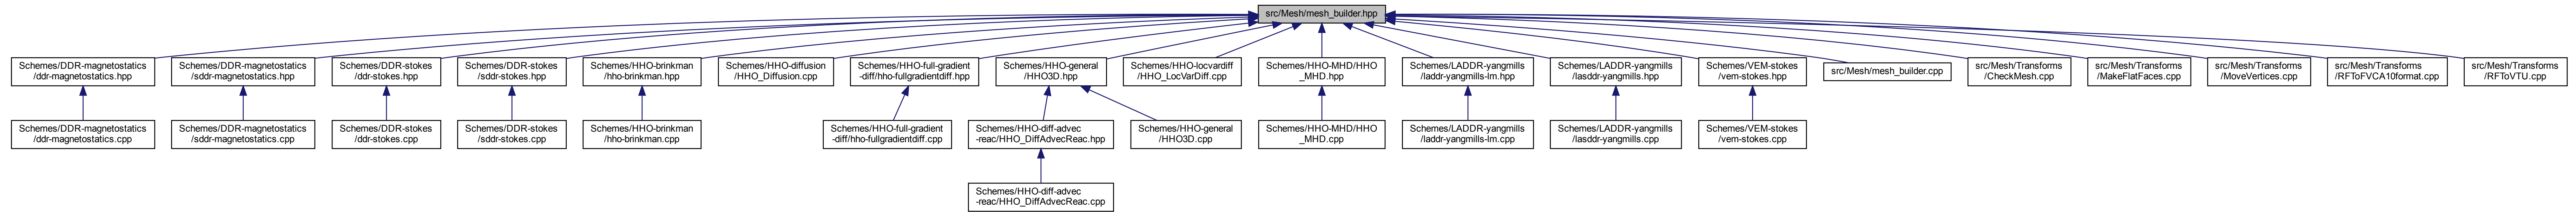 src/Mesh/mesh_builder.hpp
Schemes/DDR-magnetostatics
/ddr-magnetostatics.hpp
Schemes/DDR-magnetostatics
/sddr-magnetostatics.hpp
Schemes/DDR-stokes
/ddr-stokes.hpp
Schemes/DDR-stokes
/sddr-stokes.hpp
Schemes/HHO-brinkman
/hho-brinkman.hpp
Schemes/HHO-diffusion
/HHO_Diffusion.cpp
Schemes/HHO-full-gradient
-diff/hho-fullgradientdiff.hpp
Schemes/HHO-general
/HHO3D.hpp
Schemes/HHO-locvardiff
/HHO_LocVarDiff.cpp
Schemes/HHO-MHD/HHO
_MHD.hpp
Schemes/LADDR-yangmills
/laddr-yangmills-lm.hpp
Schemes/LADDR-yangmills
/lasddr-yangmills.hpp
Schemes/VEM-stokes
/vem-stokes.hpp
src/Mesh/mesh_builder.cpp
src/Mesh/Transforms
/CheckMesh.cpp
src/Mesh/Transforms
/MakeFlatFaces.cpp
src/Mesh/Transforms
/MoveVertices.cpp
src/Mesh/Transforms
/RFToFVCA10format.cpp
src/Mesh/Transforms
/RFToVTU.cpp
Schemes/DDR-magnetostatics
/ddr-magnetostatics.cpp
Schemes/DDR-magnetostatics
/sddr-magnetostatics.cpp
Schemes/DDR-stokes
/ddr-stokes.cpp
Schemes/DDR-stokes
/sddr-stokes.cpp
Schemes/HHO-brinkman
/hho-brinkman.cpp
Schemes/HHO-full-gradient
-diff/hho-fullgradientdiff.cpp
Schemes/HHO-diff-advec
-reac/HHO_DiffAdvecReac.hpp
Schemes/HHO-general
/HHO3D.cpp
Schemes/HHO-MHD/HHO
_MHD.cpp
Schemes/LADDR-yangmills
/laddr-yangmills-lm.cpp
Schemes/LADDR-yangmills
/lasddr-yangmills.cpp
Schemes/VEM-stokes
/vem-stokes.cpp
Schemes/HHO-diff-advec
-reac/HHO_DiffAdvecReac.cpp